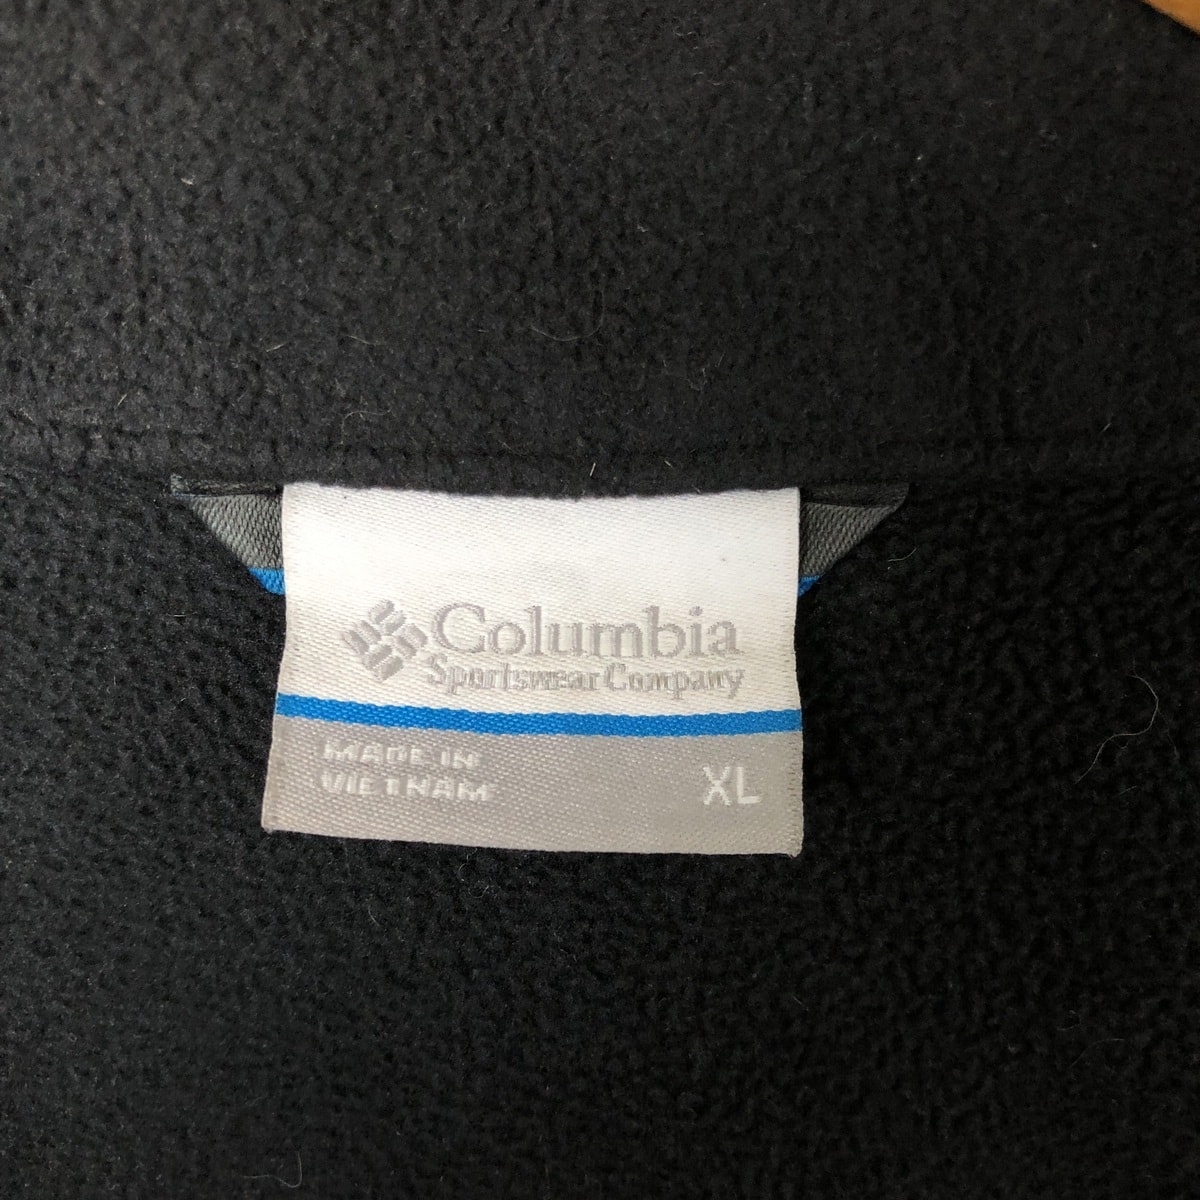 Columbia
Sportswear Company
MADE IN
VIETNAM
XL